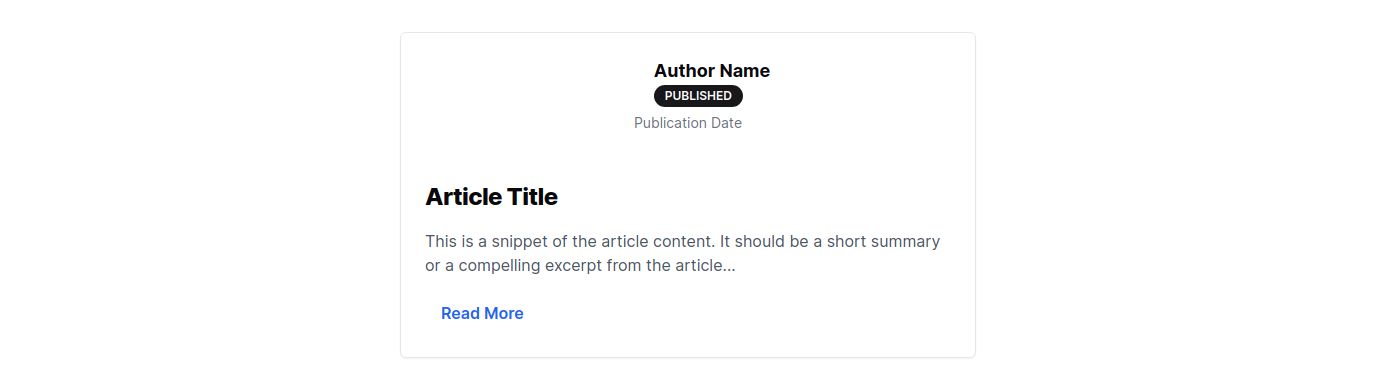 Author Name
PUBLISHED
Publication Date
Article Title
This is a snippet of the article content. It should be a short summary
or a compelling excerpt from the article...
Read More